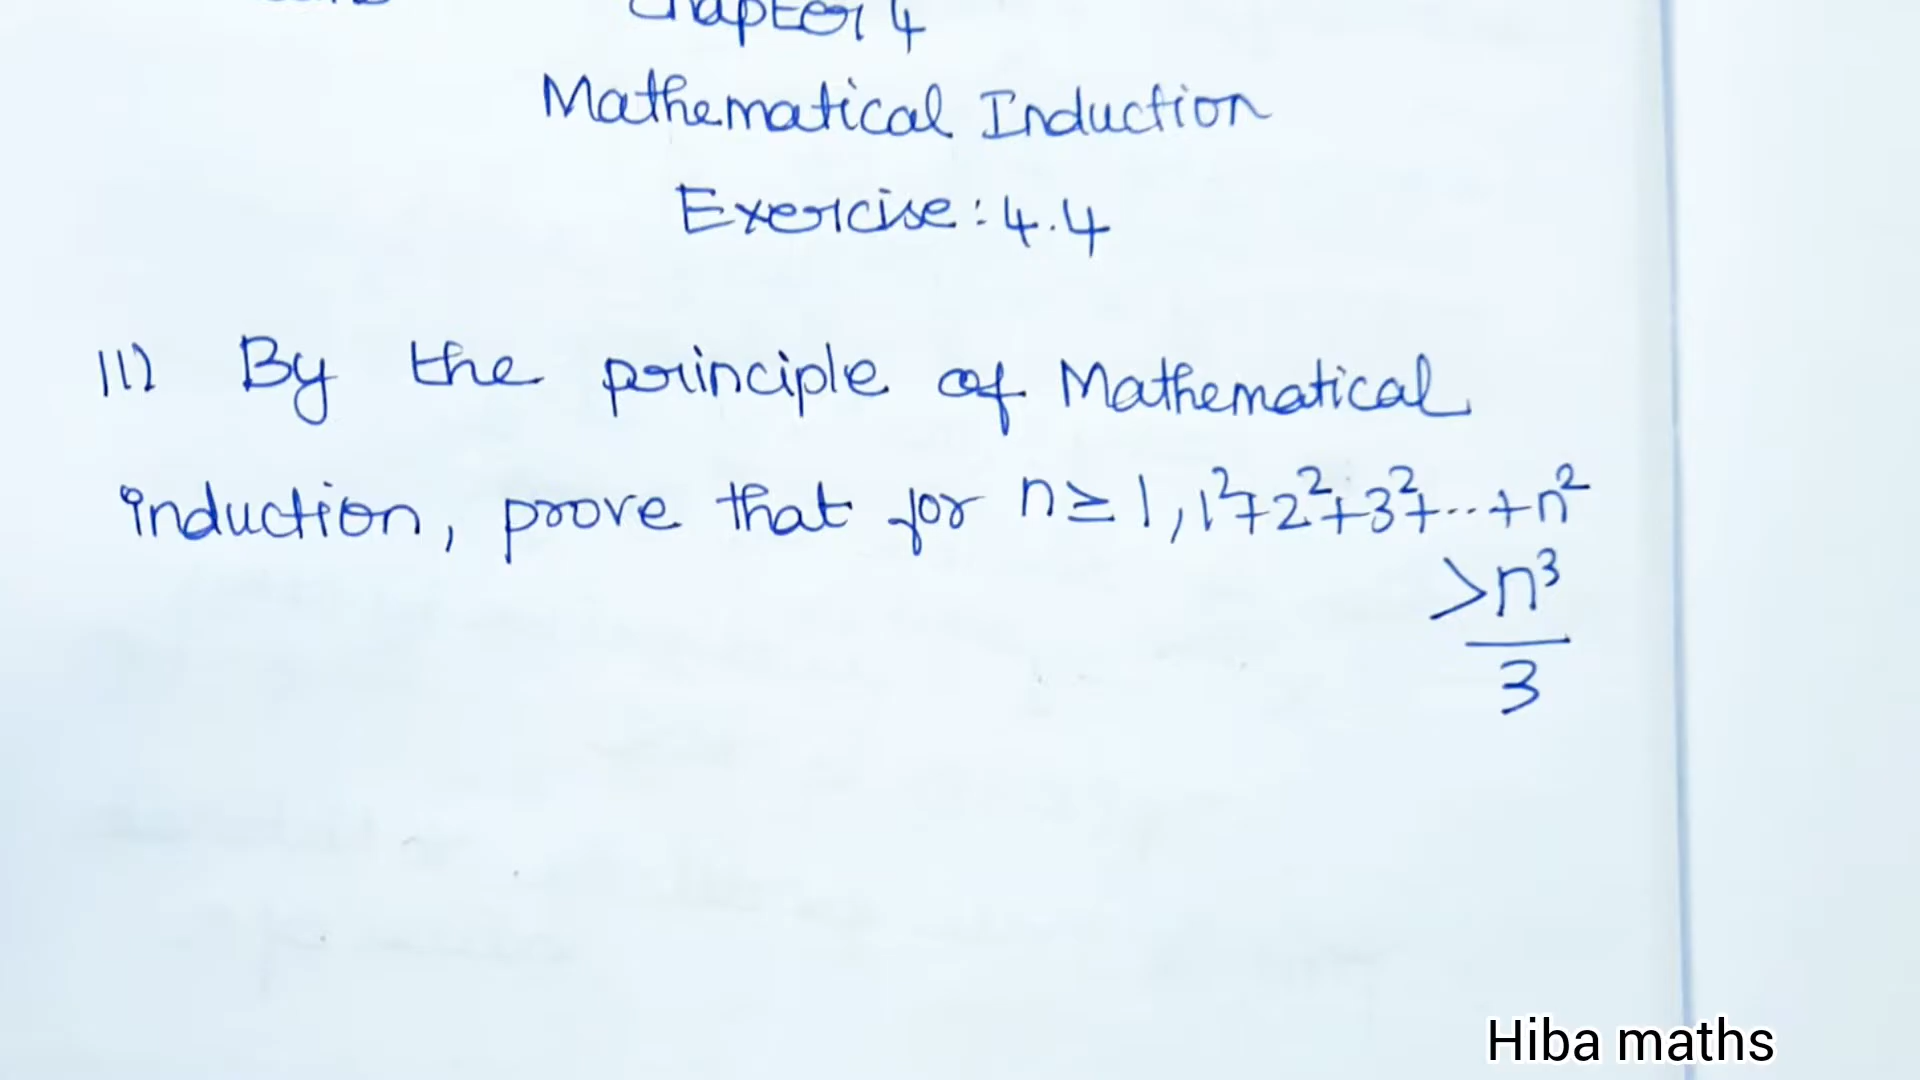 Chapter 4
Mathematical Induction
Exercise: 4.4
11) By the principle of Mathematical
induction, prove that for n ≥ 1, 1²+2²+3²+...+n²
> n³
3
Hiba maths